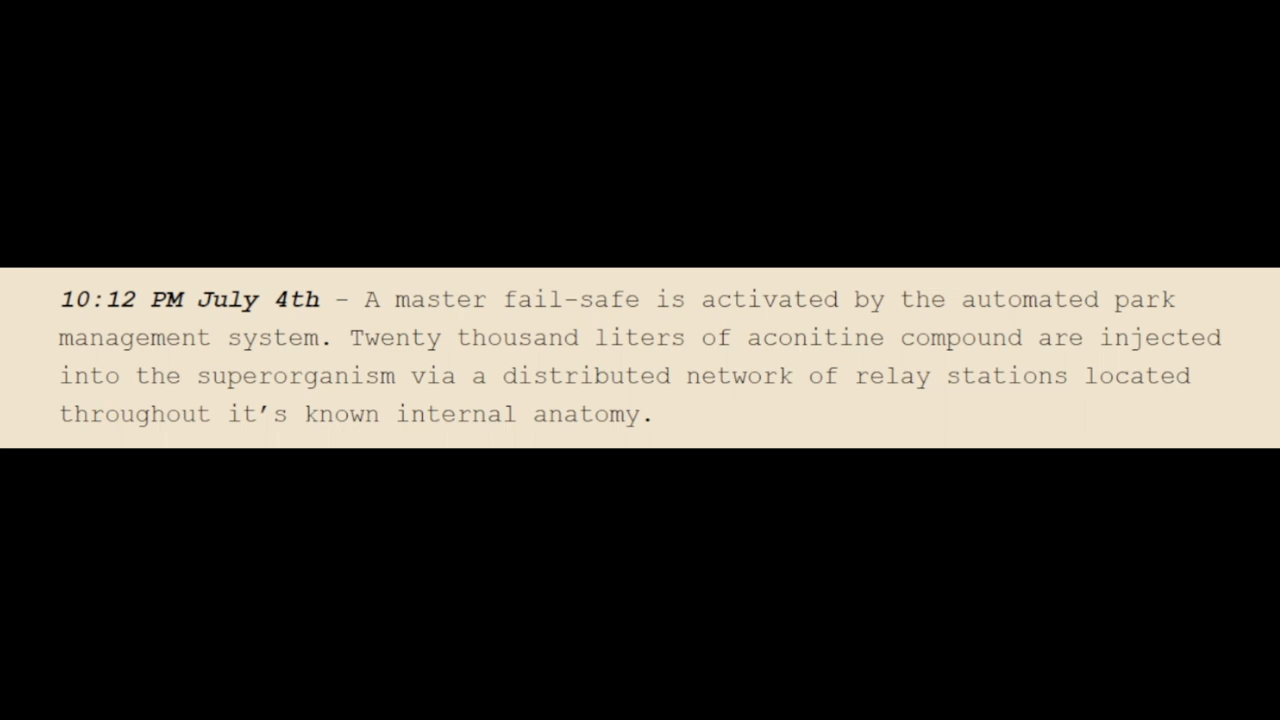 10:12 PM July 4th - A master fail-safe is activated by the automated park
management system. Twenty thousand liters of aconitine compound are injected
into the superorganism via a distributed network of relay stations located
throughout it’s known internal anatomy.